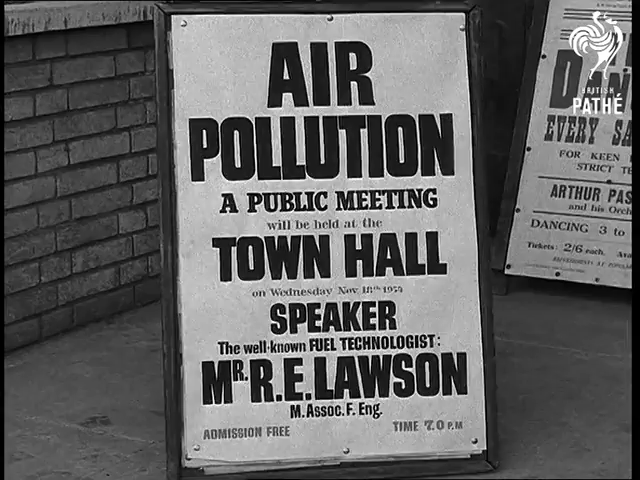 AIR
POLLUTION
A PUBLIC MEETING
will be held at the
TOWN HALL
on Wednesday Nov 18th
SPEAKER
The well-known FUEL TECHNOLOGIST:
MR. R.E. LAWSON
M. Assoc. F. Eng.
ADMISSION FREE
TIME 7.0 P.M
BRITISH
PATHÉ
EVERY SA
FOR KEEN
STRICT TE
ARTHUR PAS
and his Orch
DANCING 3 to
Tickets: 2/6 each.